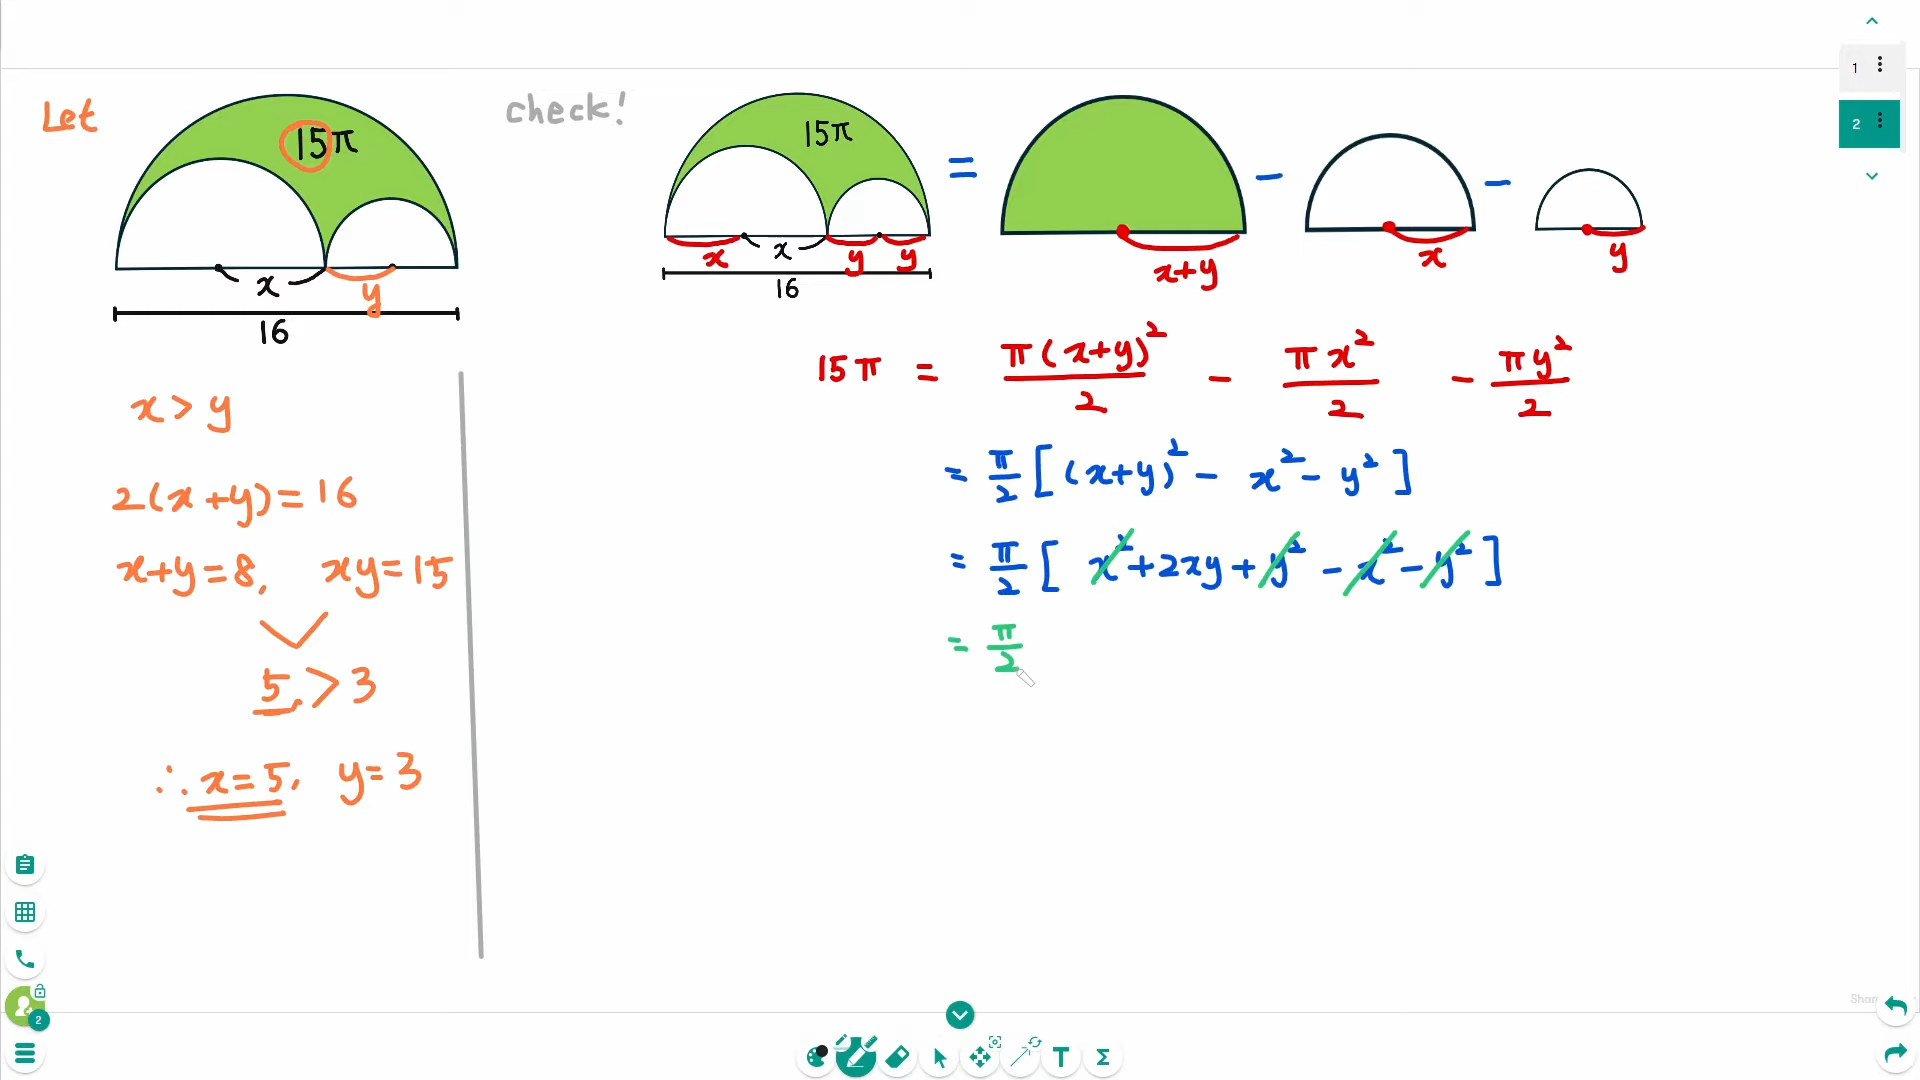 Let
15π
x
y
16
x > y
2(x+y) = 16
x+y = 8, xy = 15
5, > 3
∴ x = 5, y = 3
check!
15π
x x y y
16
= - -
x+y
x
y
15π = π(x+y)²/2 - πx²/2 - πy²/2
= π/2 [(x+y)² - x² - y²]
= π/2 [x² + 2xy + y² - x² - y²]
= π/2
1
2
2
T
Σ